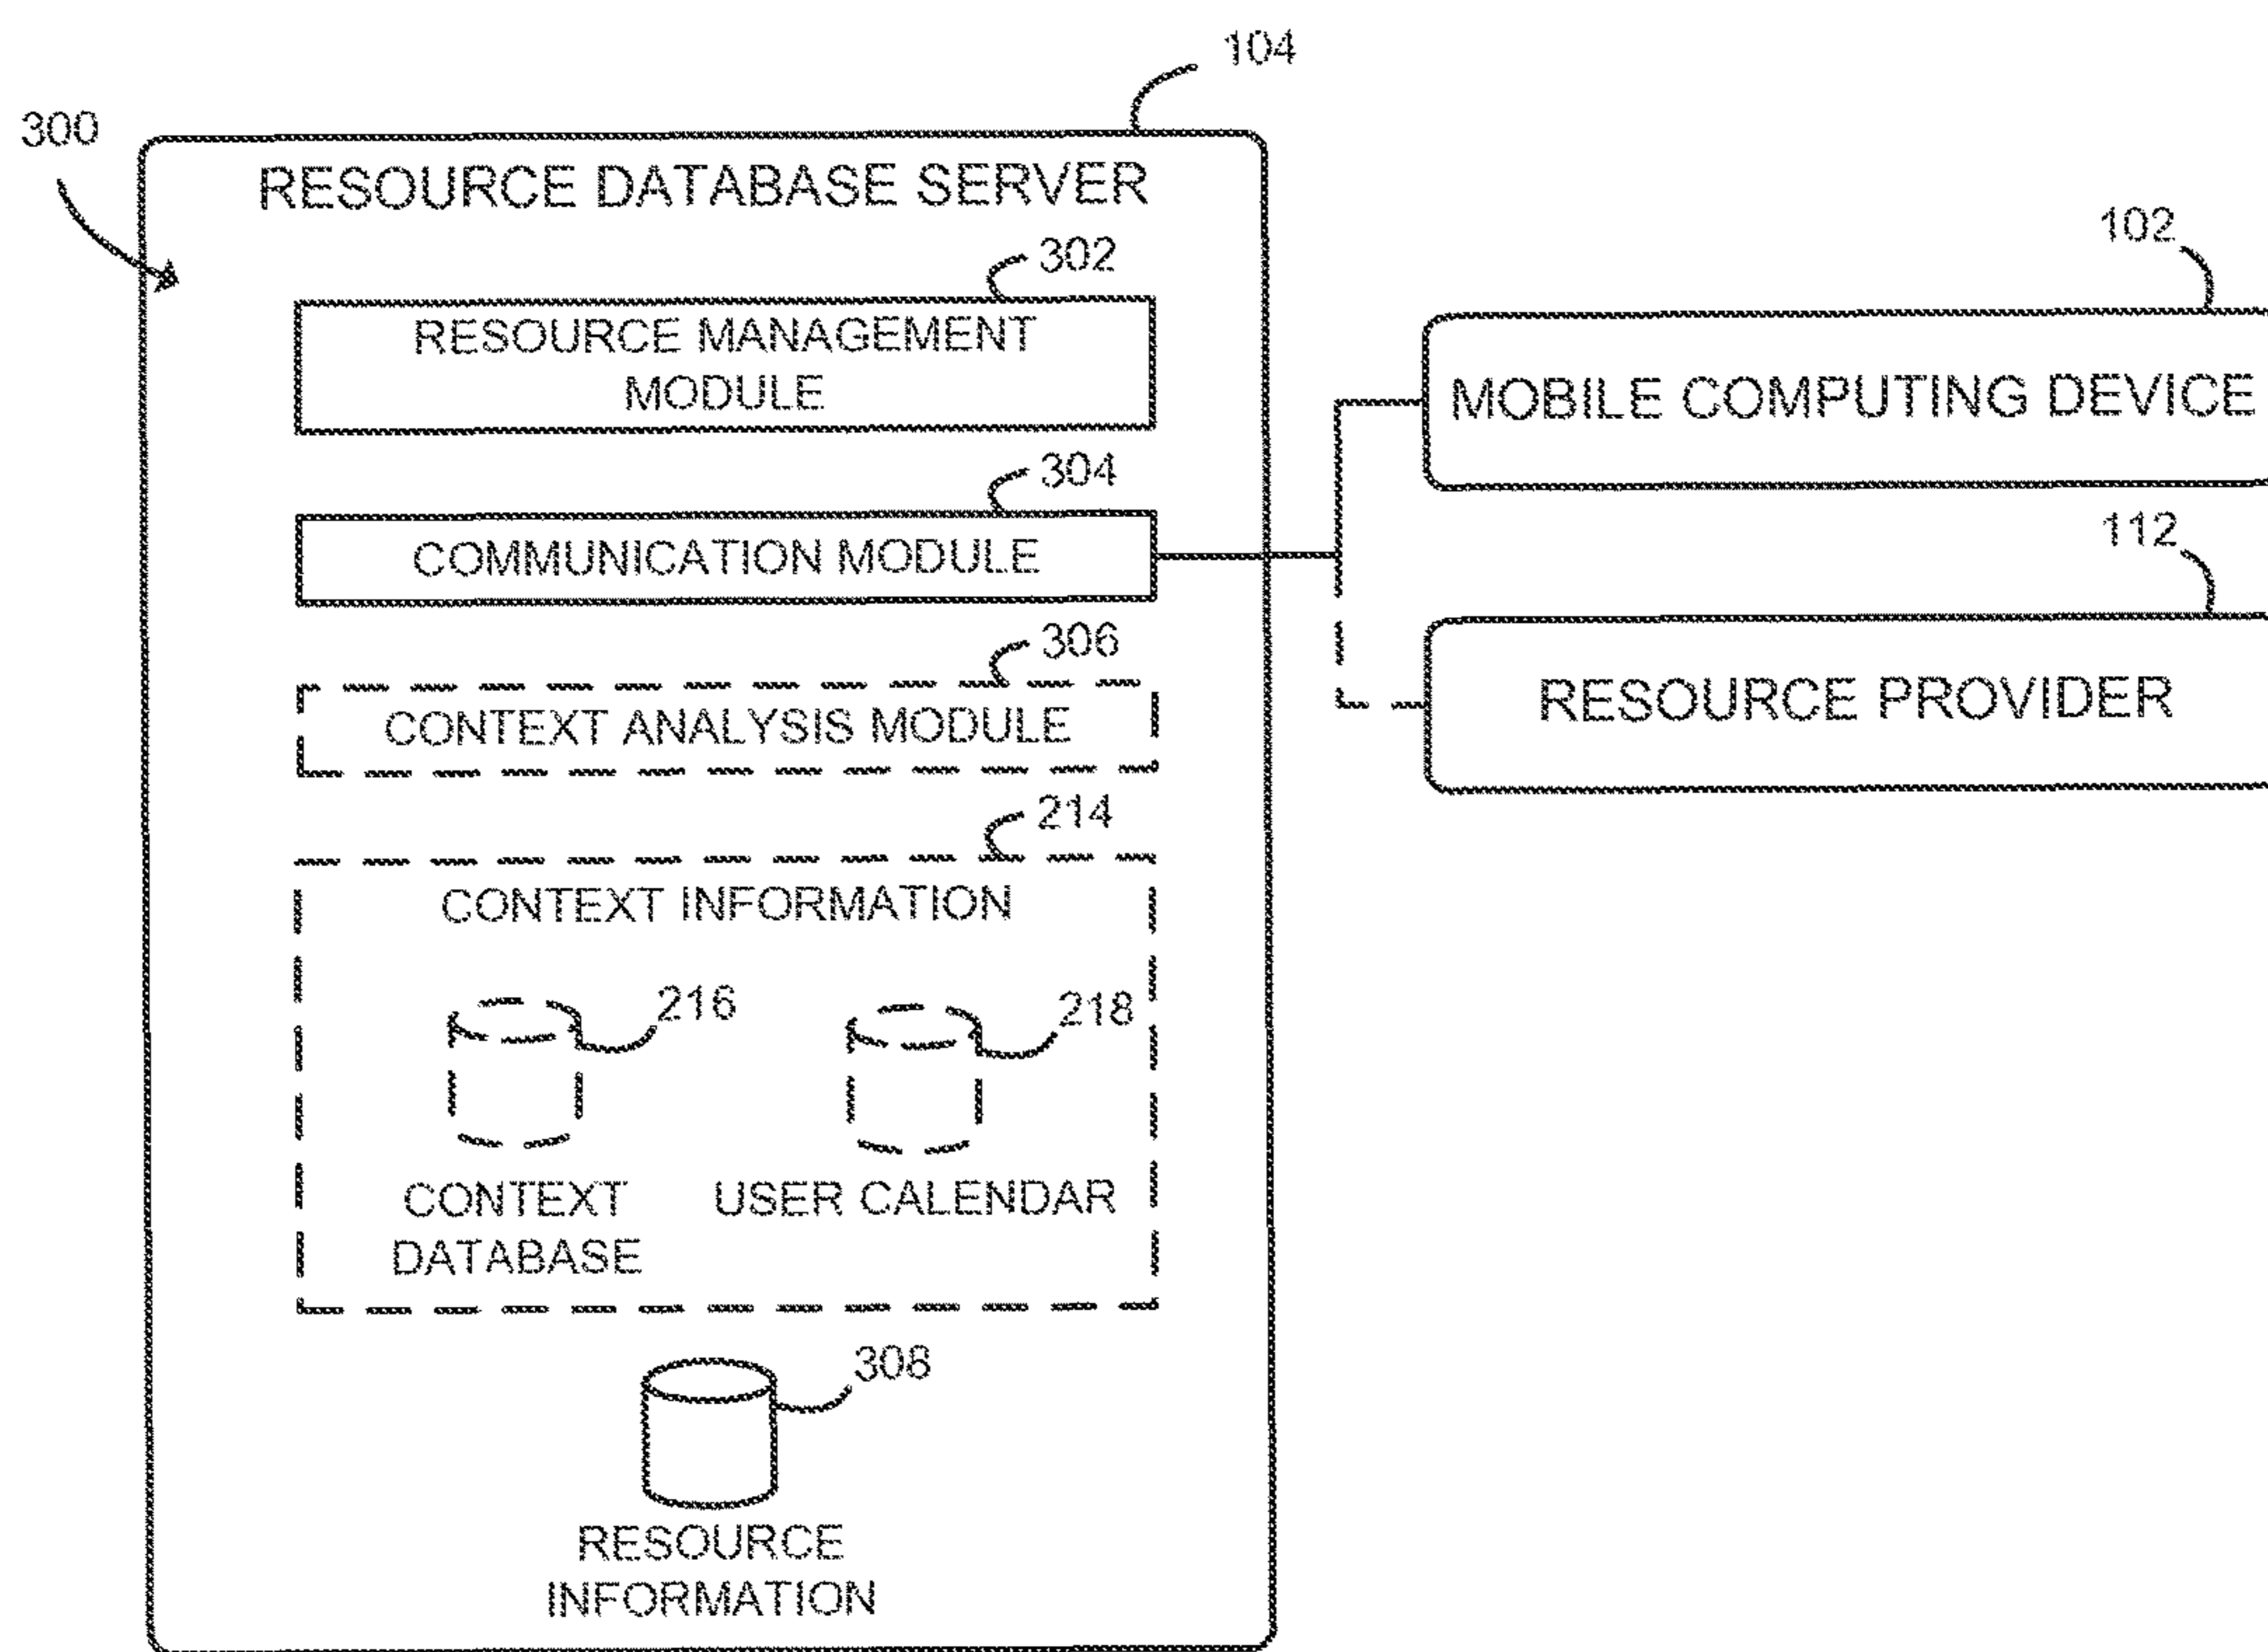 104
300
RESOURCE DATABASE SERVER
302
RESOURCE MANAGEMENT
MODULE
304
COMMUNICATION MODULE
306
CONTEXT ANALYSIS MODULE
214
CONTEXT INFORMATION
216
218
CONTEXT
DATABASE
USER CALENDAR
308
RESOURCE
INFORMATION
102
MOBILE COMPUTING DEVICE
112
RESOURCE PROVIDER